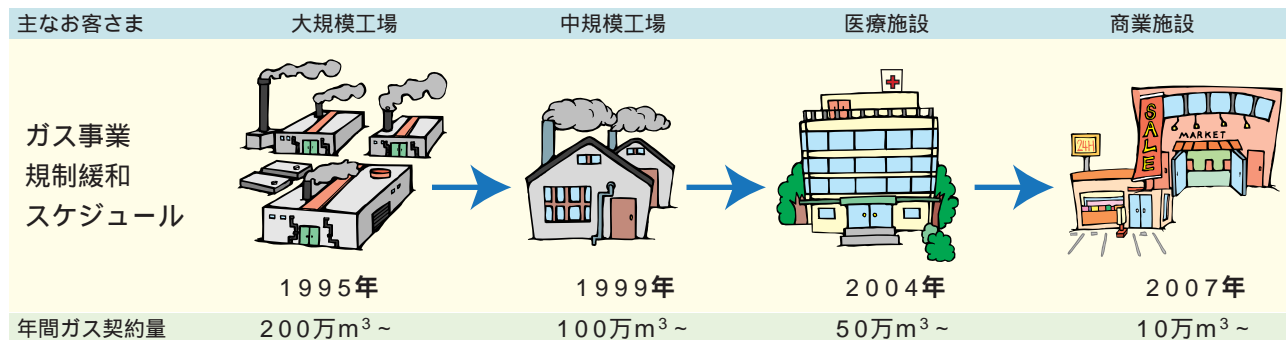 主なお客さま 大規模工場 中規模工場 医療施設 商業施設
ガス事業
規制緩和
スケジュール
24H
SALE
MARKET
1995年 1999年 2004年 2007年
年間ガス契約量 200万m³~ 100万m³~ 50万m³~ 10万m³~